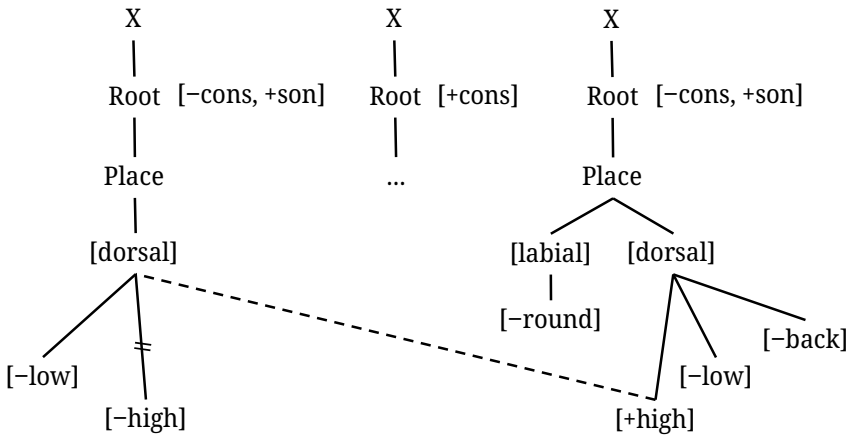 X X X
Root [−cons, +son] Root [+cons] Root [−cons, +son]
Place ... Place
[dorsal] [labial] [dorsal]
[−round]
[−back]
[−low] [−low]
[−high] [+high]